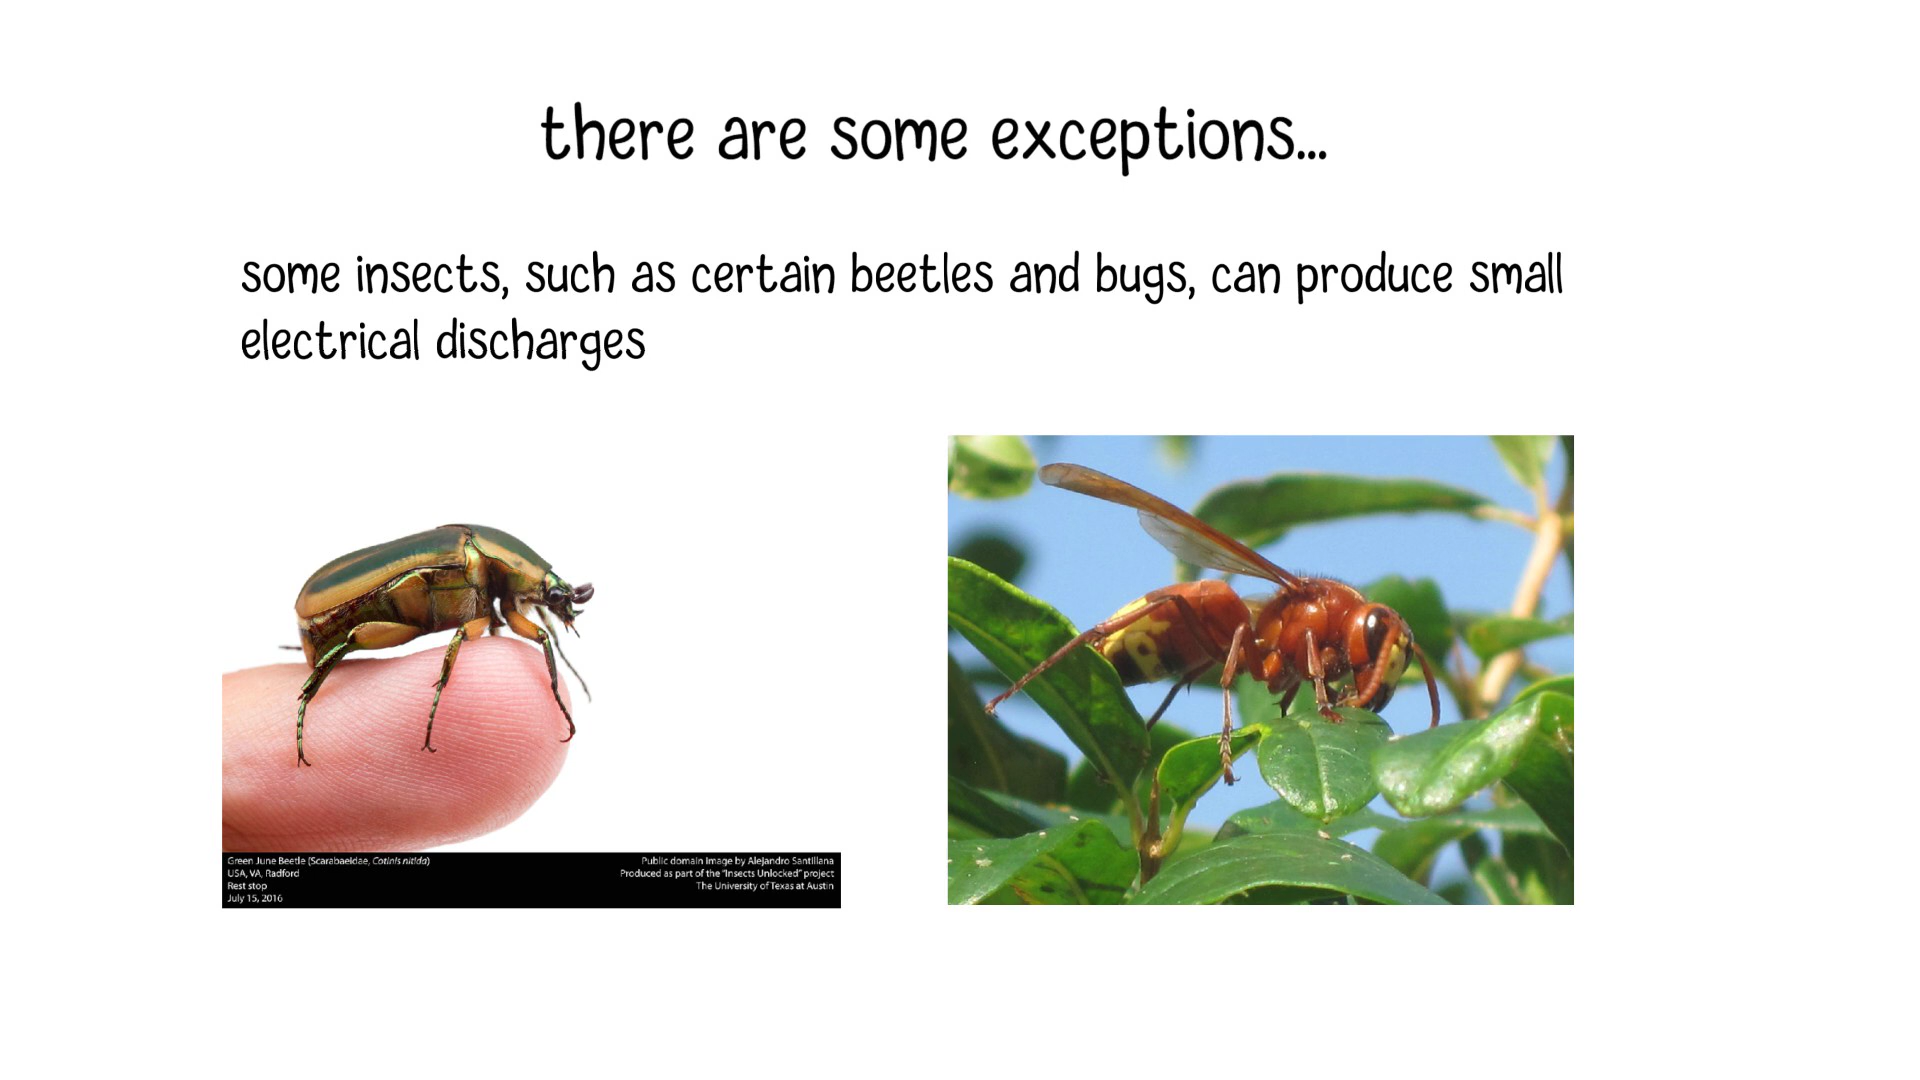 there are some exceptions...
some insects, such as certain beetles and bugs, can produce small
electrical discharges
Green June Beetle (Scarabaeidae, Cotinis nitida)
USA, VA, Radford
Rest stop
July 15, 2016
Public domain image by Alejandro Santillana
Produced as part of the "Insects Unlocked" project
The University of Texas at Austin